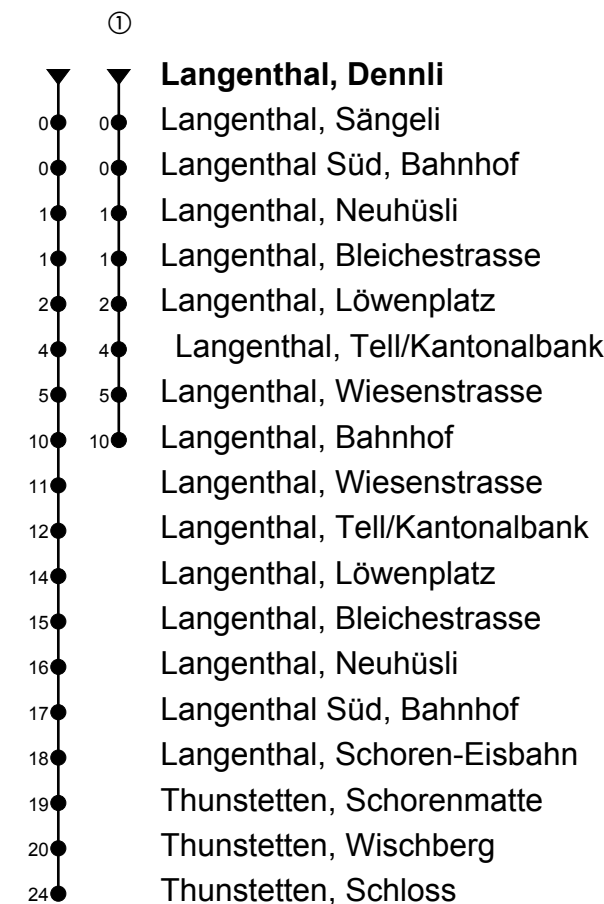 ①
Langenthal, Dennli
0 0 Langenthal, Sängeli
0 0 Langenthal Süd, Bahnhof
1 1 Langenthal, Neuhüsli
1 1 Langenthal, Bleichestrasse
2 2 Langenthal, Löwenplatz
4 4 Langenthal, Tell/Kantonalbank
5 5 Langenthal, Wiesenstrasse
10 10 Langenthal, Bahnhof
11 Langenthal, Wiesenstrasse
12 Langenthal, Tell/Kantonalbank
14 Langenthal, Löwenplatz
15 Langenthal, Bleichestrasse
16 Langenthal, Neuhüsli
17 Langenthal Süd, Bahnhof
18 Langenthal, Schoren-Eisbahn
19 Thunstetten, Schorenmatte
20 Thunstetten, Wischberg
24 Thunstetten, Schloss